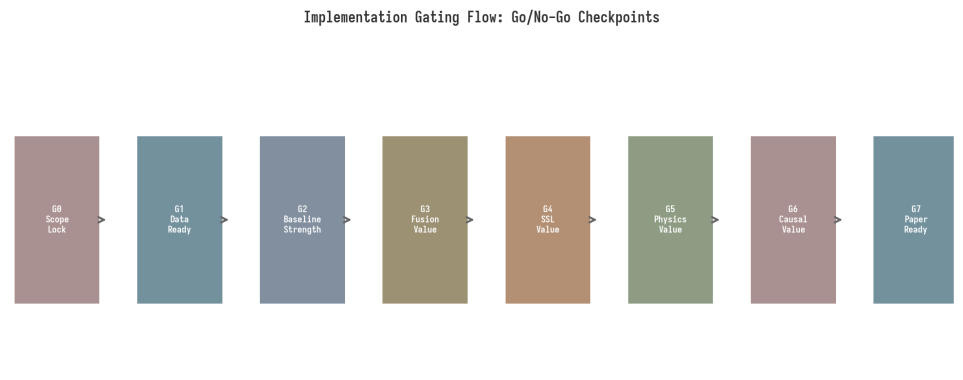 Implementation Gating Flow: Go/No-Go Checkpoints
G0
Scope
Lock
>
G1
Data
Ready
>
G2
Baseline
Strength
>
G3
Fusion
Value
>
G4
SSL
Value
>
G5
Physics
Value
>
G6
Causal
Value
>
G7
Paper
Ready